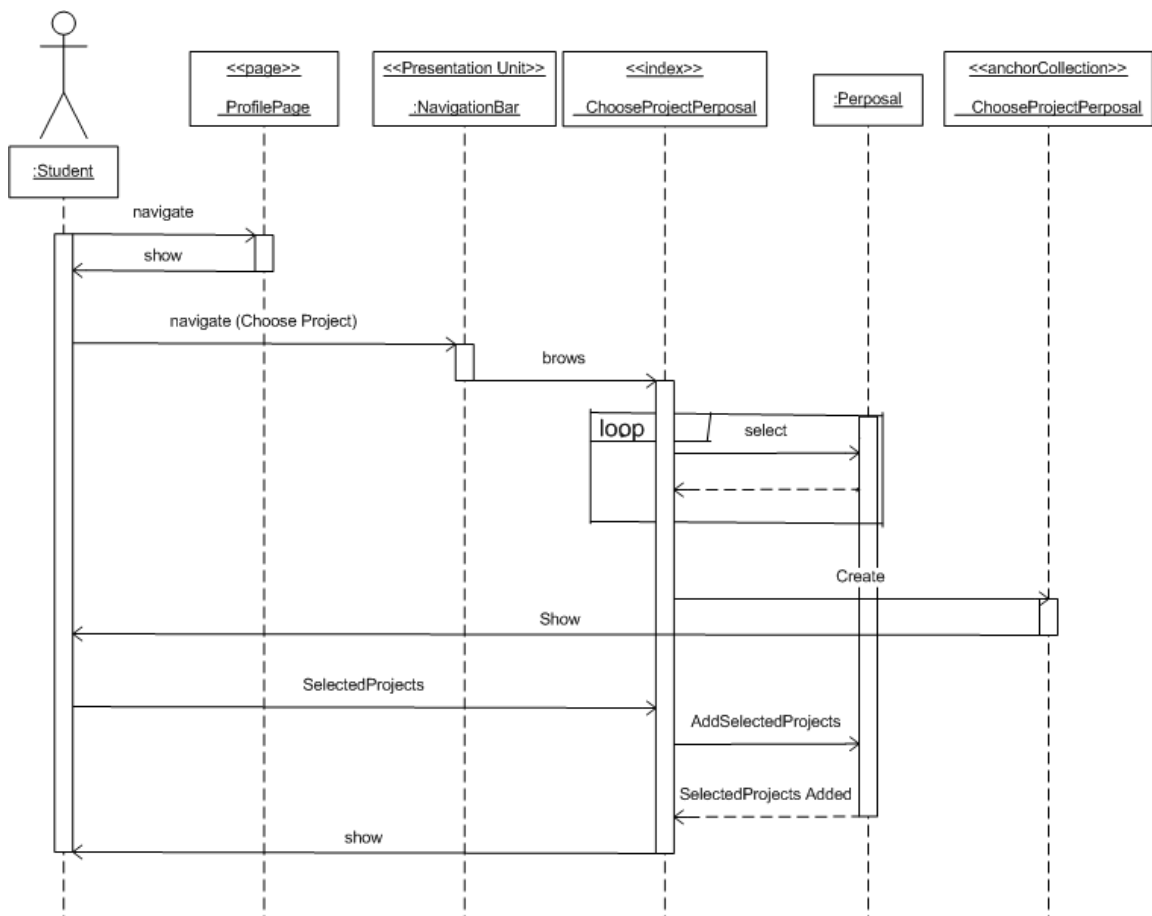 <<page>>
ProfilePage
<<Presentation Unit>>
:NavigationBar
<<index>>
ChooseProjectPerposal
:Perposal
<<anchorCollection>>
ChooseProjectPerposal
:Student
navigate
show
navigate (Choose Project)
brows
loop
select
Create
Show
SelectedProjects
AddSelectedProjects
SelectedProjects Added
show